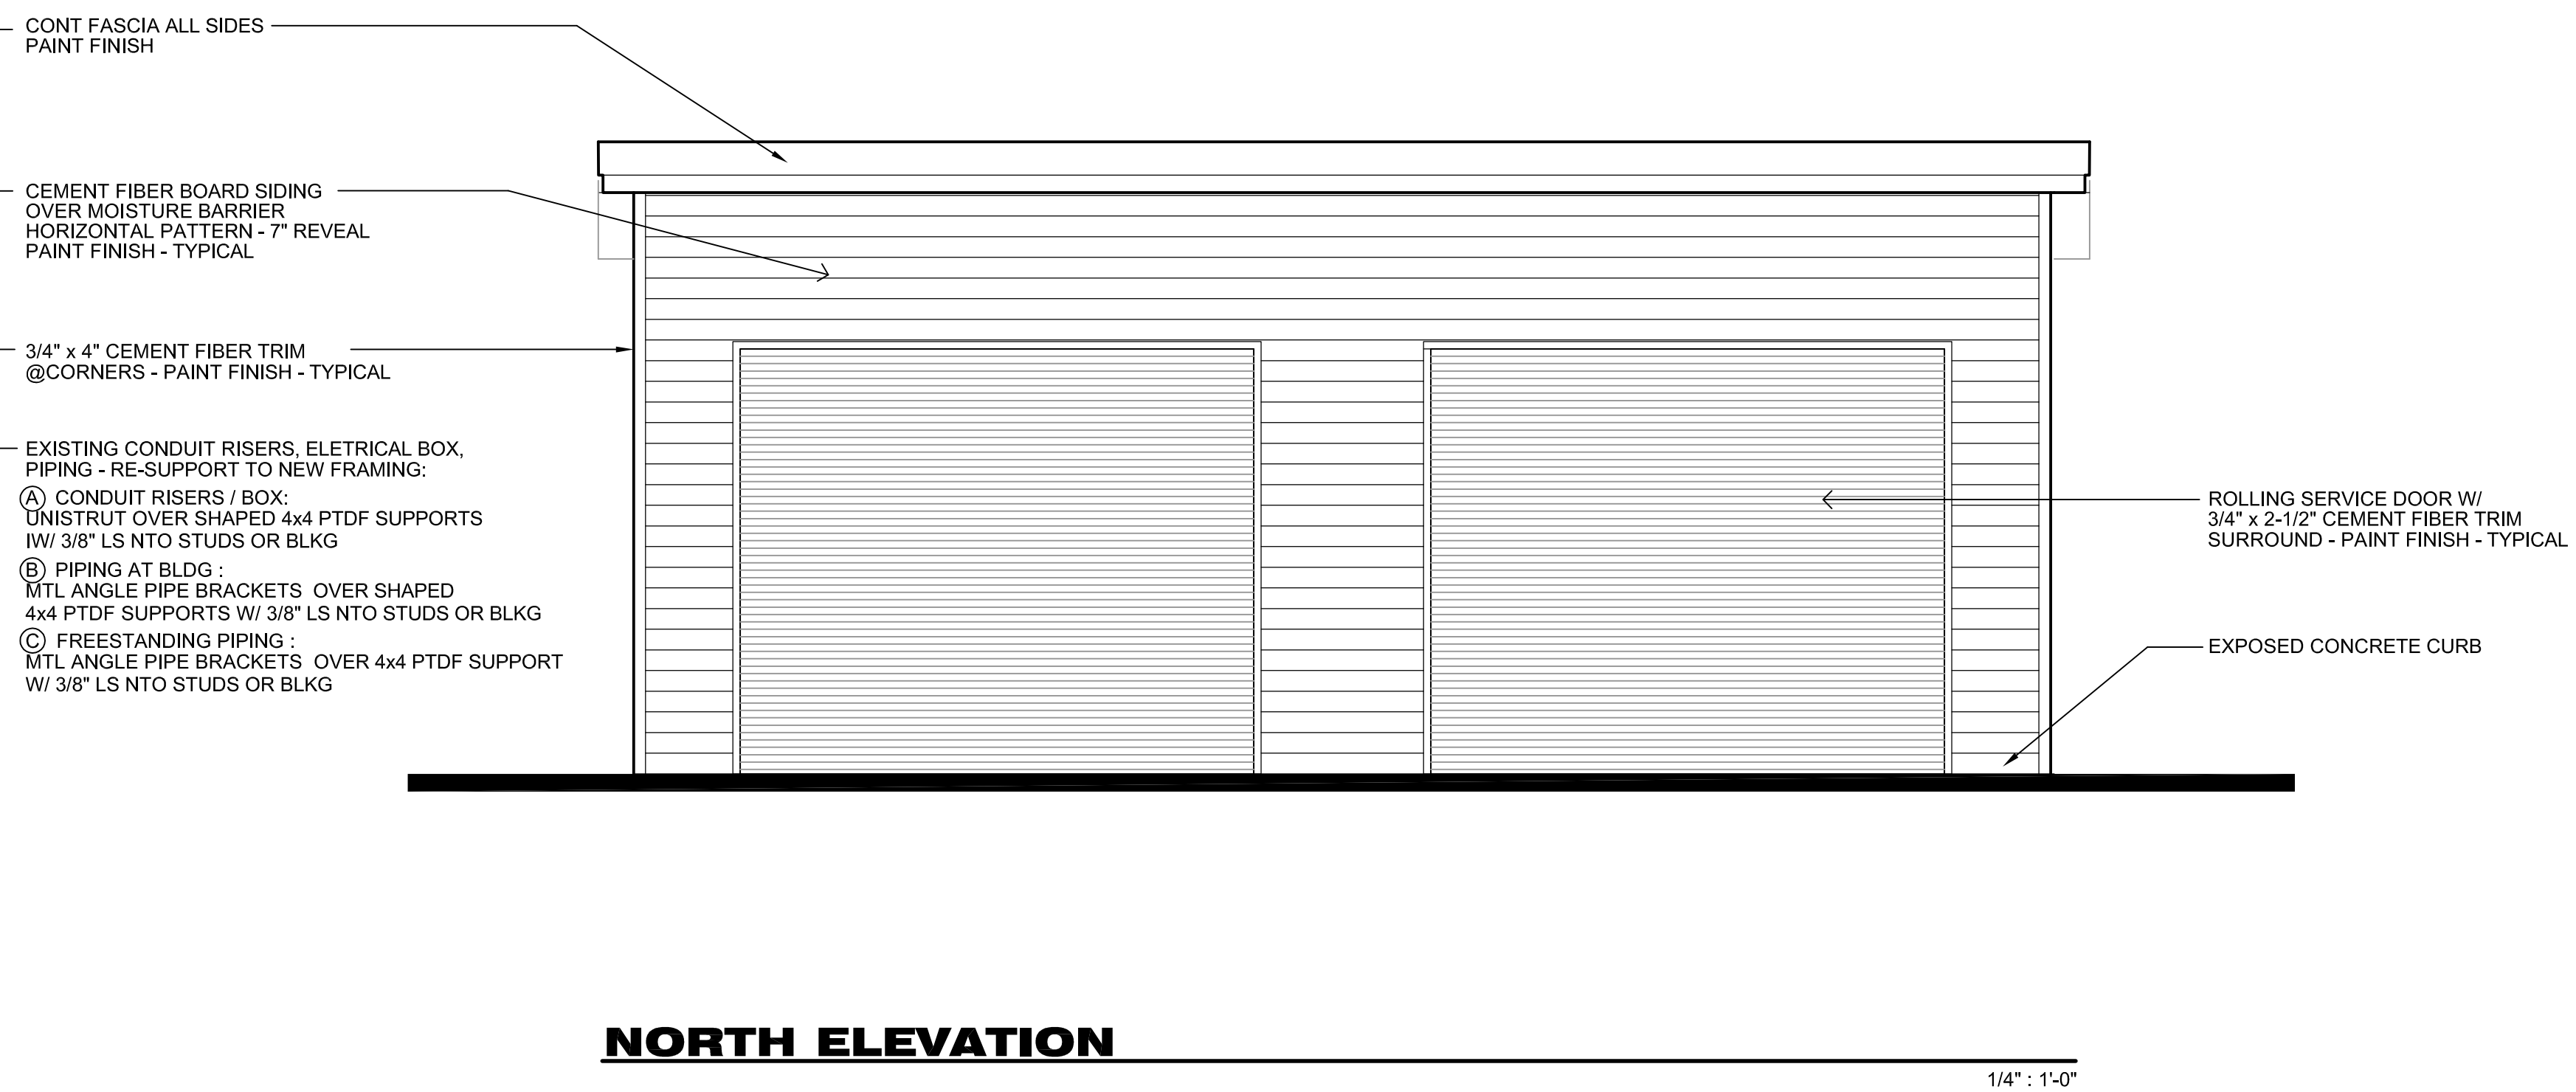 CONT FASCIA ALL SIDES
PAINT FINISH
CEMENT FIBER BOARD SIDING
OVER MOISTURE BARRIER
HORIZONTAL PATTERN - 7" REVEAL
PAINT FINISH - TYPICAL
3/4" x 4" CEMENT FIBER TRIM
@CORNERS - PAINT FINISH - TYPICAL
EXISTING CONDUIT RISERS, ELETRICAL BOX,
PIPING - RE-SUPPORT TO NEW FRAMING:
A CONDUIT RISERS / BOX:
UNISTRUT OVER SHAPED 4x4 PTDF SUPPORTS
IW/ 3/8" LS NTO STUDS OR BLKG
B PIPING AT BLDG :
MTL ANGLE PIPE BRACKETS OVER SHAPED
4x4 PTDF SUPPORTS W/ 3/8" LS NTO STUDS OR BLKG
C FREESTANDING PIPING :
MTL ANGLE PIPE BRACKETS OVER 4x4 PTDF SUPPORT
W/ 3/8" LS NTO STUDS OR BLKG
ROLLING SERVICE DOOR W/
3/4" x 2-1/2" CEMENT FIBER TRIM
SURROUND - PAINT FINISH - TYPICAL
EXPOSED CONCRETE CURB
NORTH ELEVATION
1/4" : 1'-0"